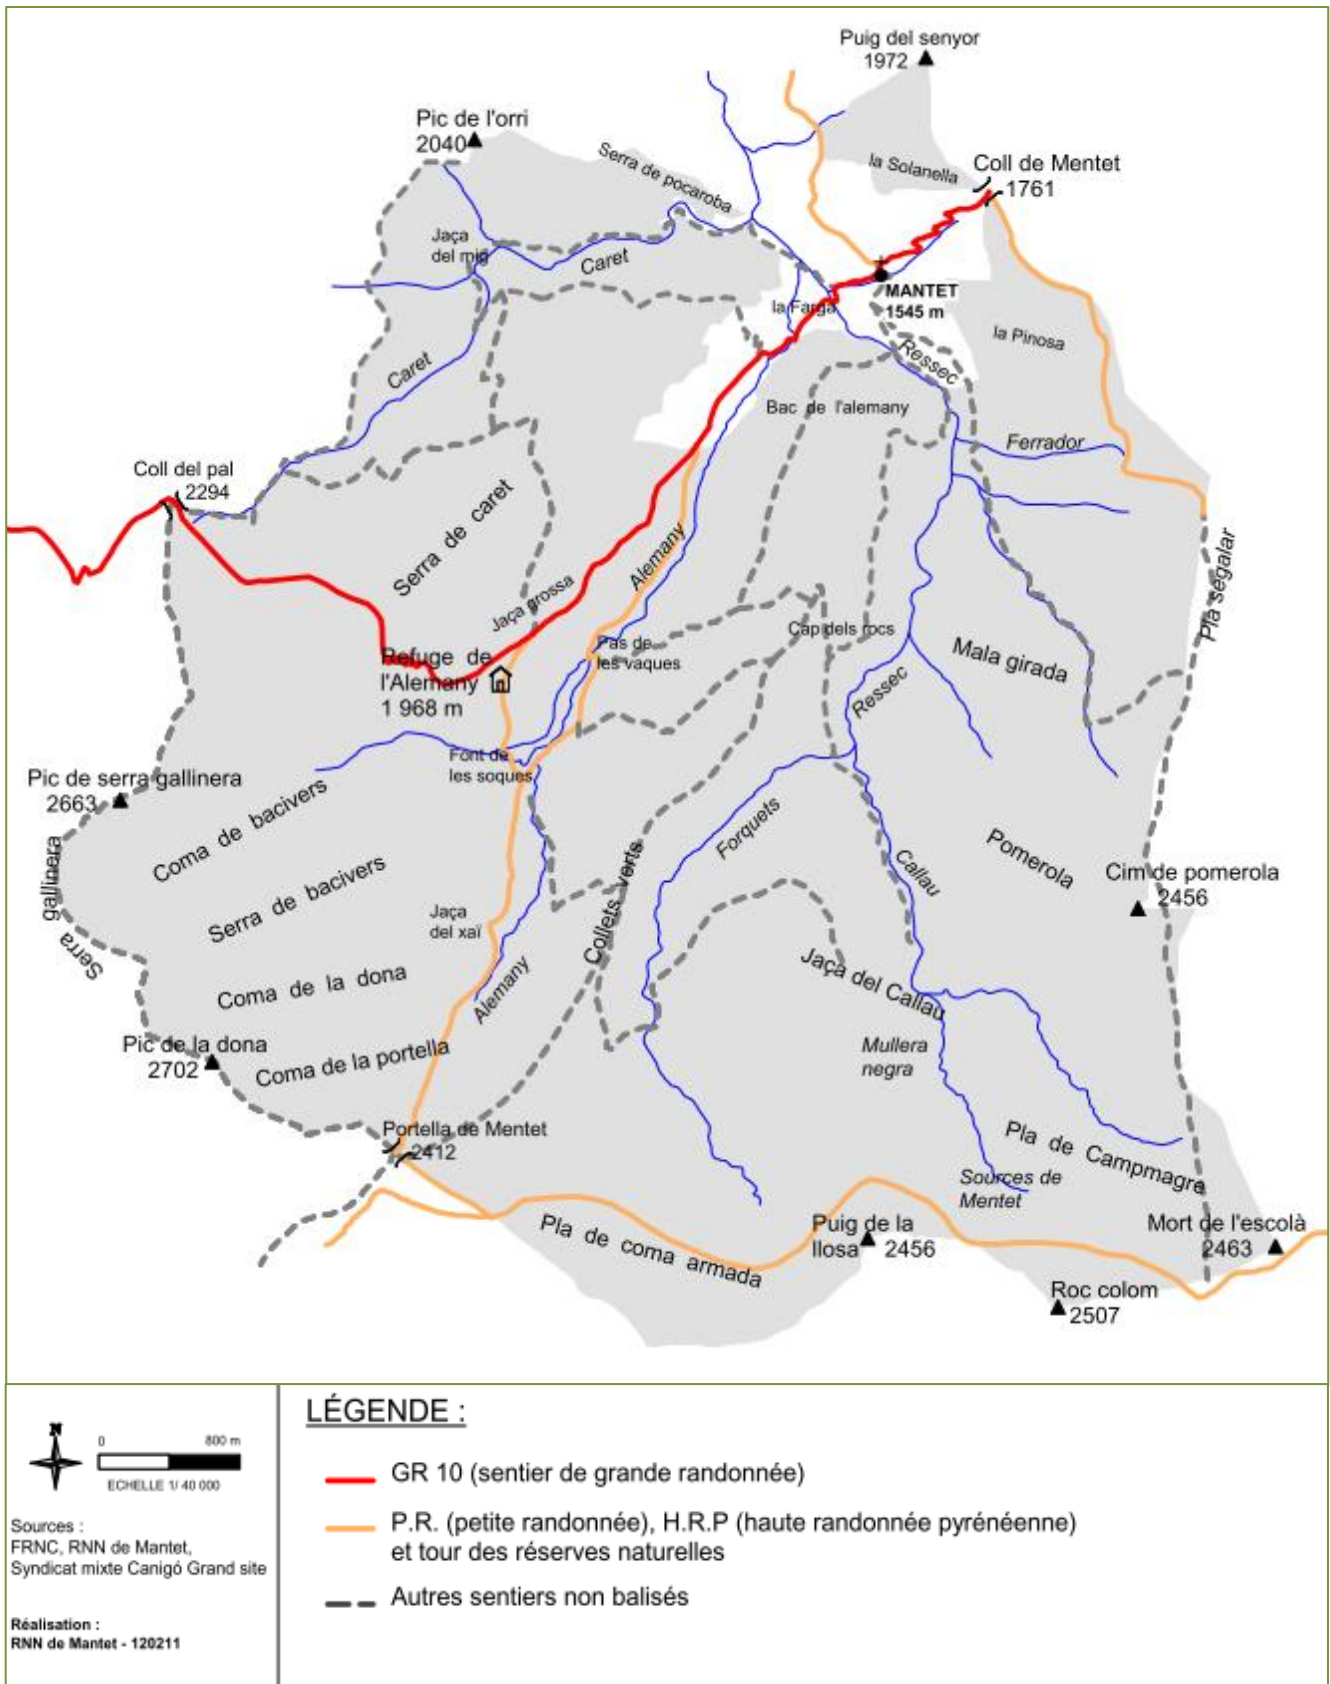 Puig del senyor
1972
Pic de l'orri
2040
Serra de pocaroba
la Solanella
Coll de Mentet
1761
Jaça
del mig
Caret
MANTET
1545 m
la Farga
la Pinosa
Ressec
Caret
Bac de l'alemany
Ferrador
Coll del pal
2294
Serra de caret
Alemany
Pla segalar
Jaça grossa
Cap dels rocs
Pas de
les vaques
Mala girada
Refuge de
l'Alemany
1 968 m
Ressec
Font de
les soques
Pic de serra gallinera
2663
Coma de bacivers
Forquets
Pomerola
Callau
Cim de pomerola
2456
Serra gallinera
Serra de bacivers
Collets verts
Jaça
del xaï
Jaça del Callau
Coma de la dona
Alemany
Pic de la dona
2702
Coma de la portella
Mullera
negra
Portella de Mentet
2412
Pla de Campmagre
Sources de
Mentet
Pla de coma armada
Puig de la
llosa 2456
Mort de l'escolà
2463
Roc colom
2507
N
0 800 m
ECHELLE 1/ 40 000
Sources :
FRNC, RNN de Mantet,
Syndicat mixte Canigó Grand site
Réalisation :
RNN de Mantet - 120211
LÉGENDE :
GR 10 (sentier de grande randonnée)
P.R. (petite randonnée), H.R.P (haute randonnée pyrénéenne)
et tour des réserves naturelles
Autres sentiers non balisés